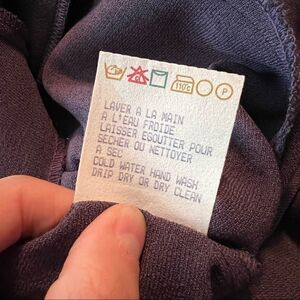 110°C P
LAVER A LA MAIN
A L'EAU FROIDE
LAISSER EGOUTTER POUR
SECHER OU NETTOYER
A SEC
COLD WATER HAND WASH
DRIP DRY OR DRY CLEAN